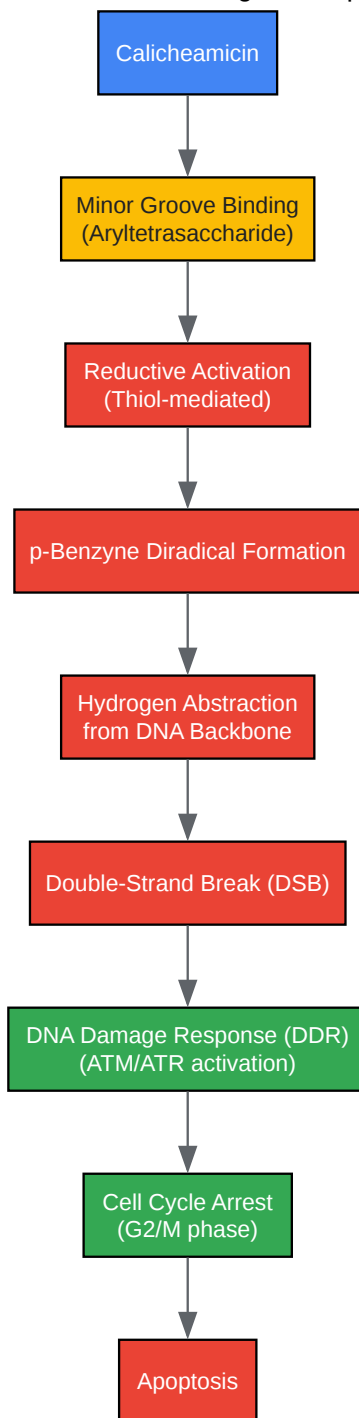 Calicheamicin
Minor Groove Binding
(Aryltetrasaccharide)
Reductive Activation
(Thiol-mediated)
p-Benzyne Diradical Formation
Hydrogen Abstraction
from DNA Backbone
Double-Strand Break (DSB)
DNA Damage Response (DDR)
(ATM/ATR activation)
Cell Cycle Arrest
(G2/M phase)
Apoptosis